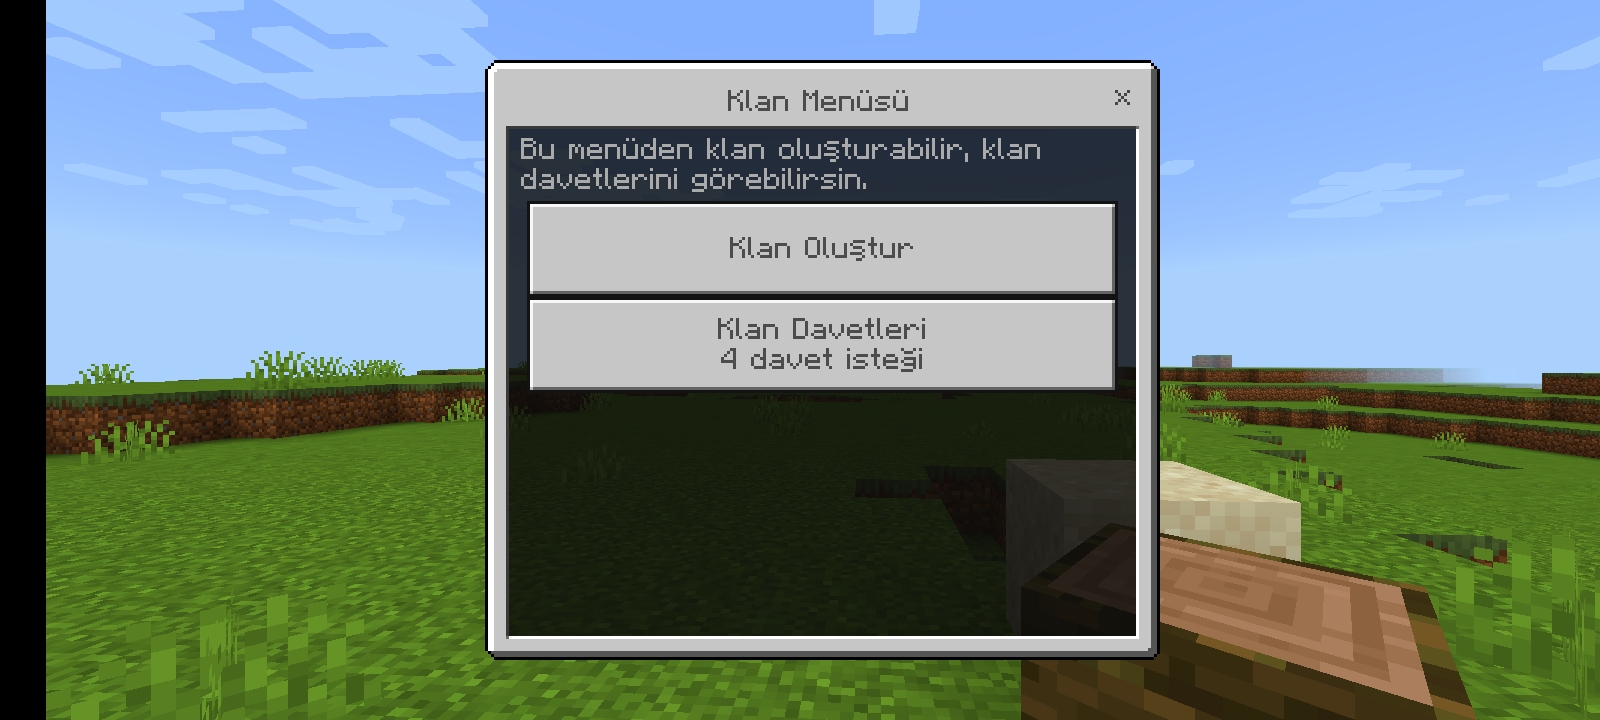 Klan Menüsü
Bu menüden klan oluşturabilir, klan
davetlerini görebilirsin.
Klan Oluştur
Klan Davetleri
4 davet isteği